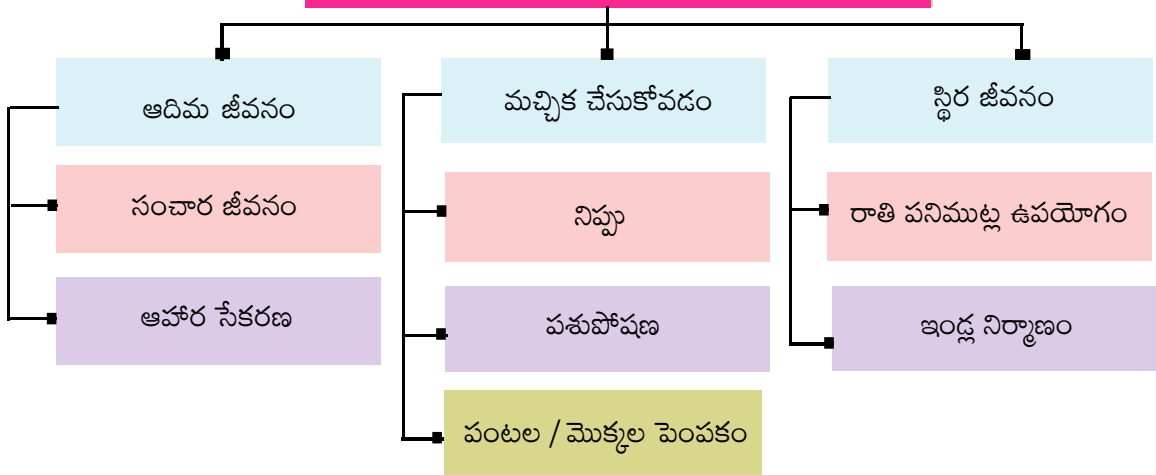 ఆదిమ జీవనం
సంచార జీవనం
ఆహార సేకరణ
మచ్చిక చేసుకోవడం
నిప్పు
పశుపోషణ
పంటల / మొక్కల పెంపకం
స్థిర జీవనం
రాతి పనిముట్ల ఉపయోగం
ఇండ్ల నిర్మాణం